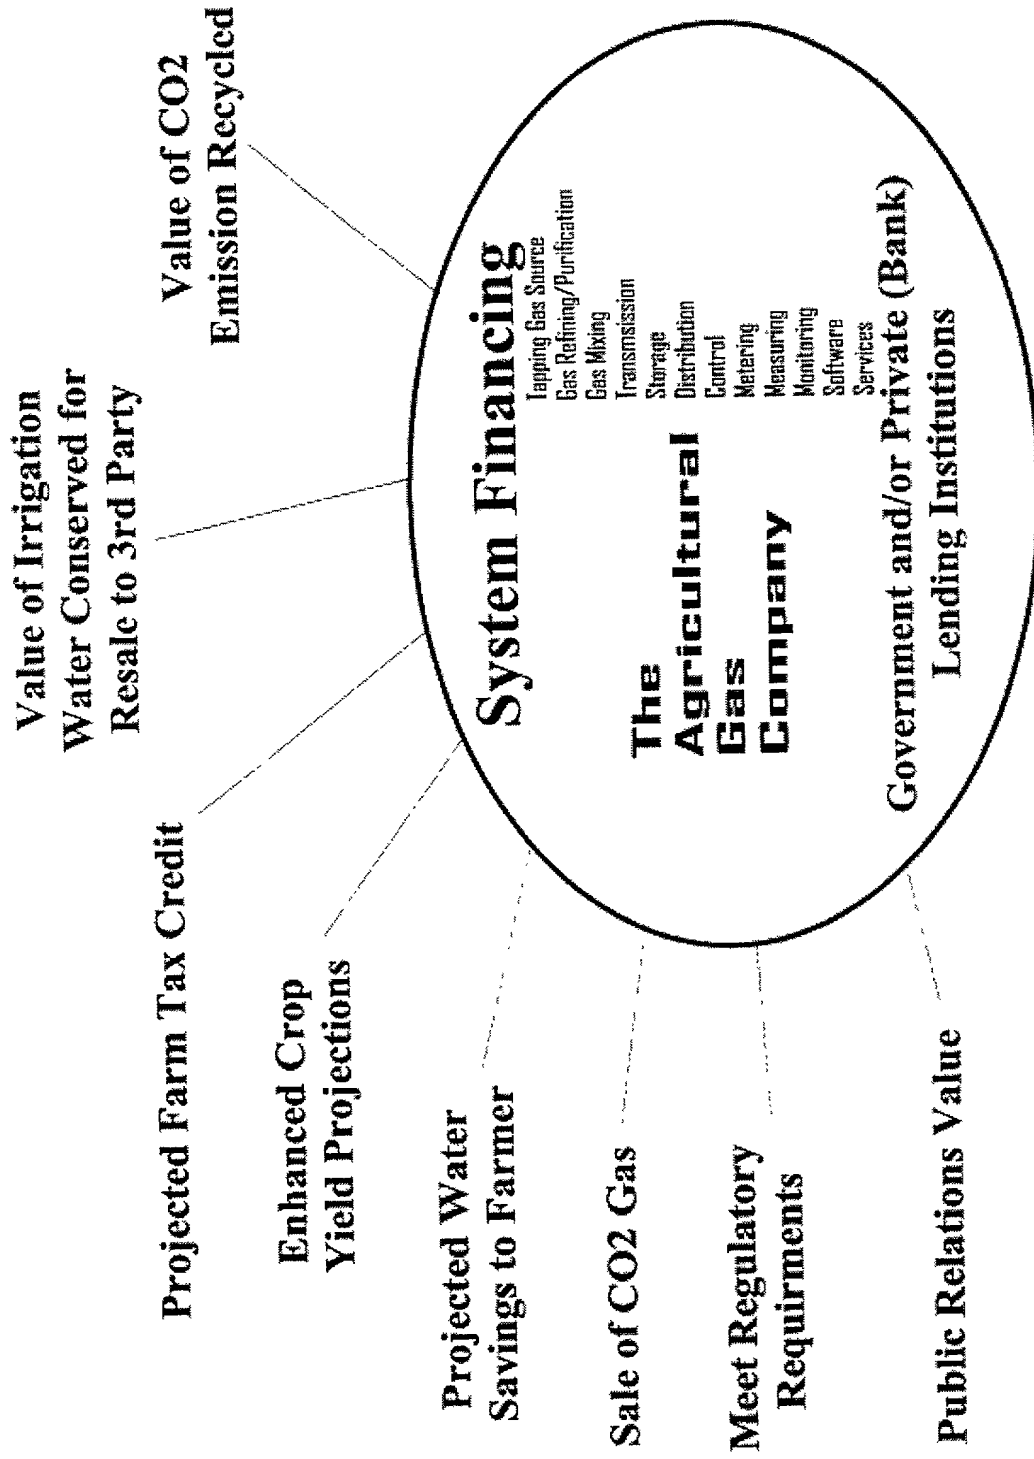 Value of Irrigation
Water Conserved for
Resale to 3rd Party
Projected Farm Tax Credit
Value of CO2
Emission Recycled
Enhanced Crop
Yield Projections
Projected Water
Savings to Farmer
Sale of CO2 Gas
Meet Regulatory
Requirments
Public Relations Value
System Financing
Tapping Gas Source
Gas Refining/Purification
Gas Mixing
Transmsission
Storage
Distribution
Control
Metering
Measuring
Monitoring
Software
Services
The
Agricultural
Gas
Company
Government and/or Private (Bank)
Lending Institutions